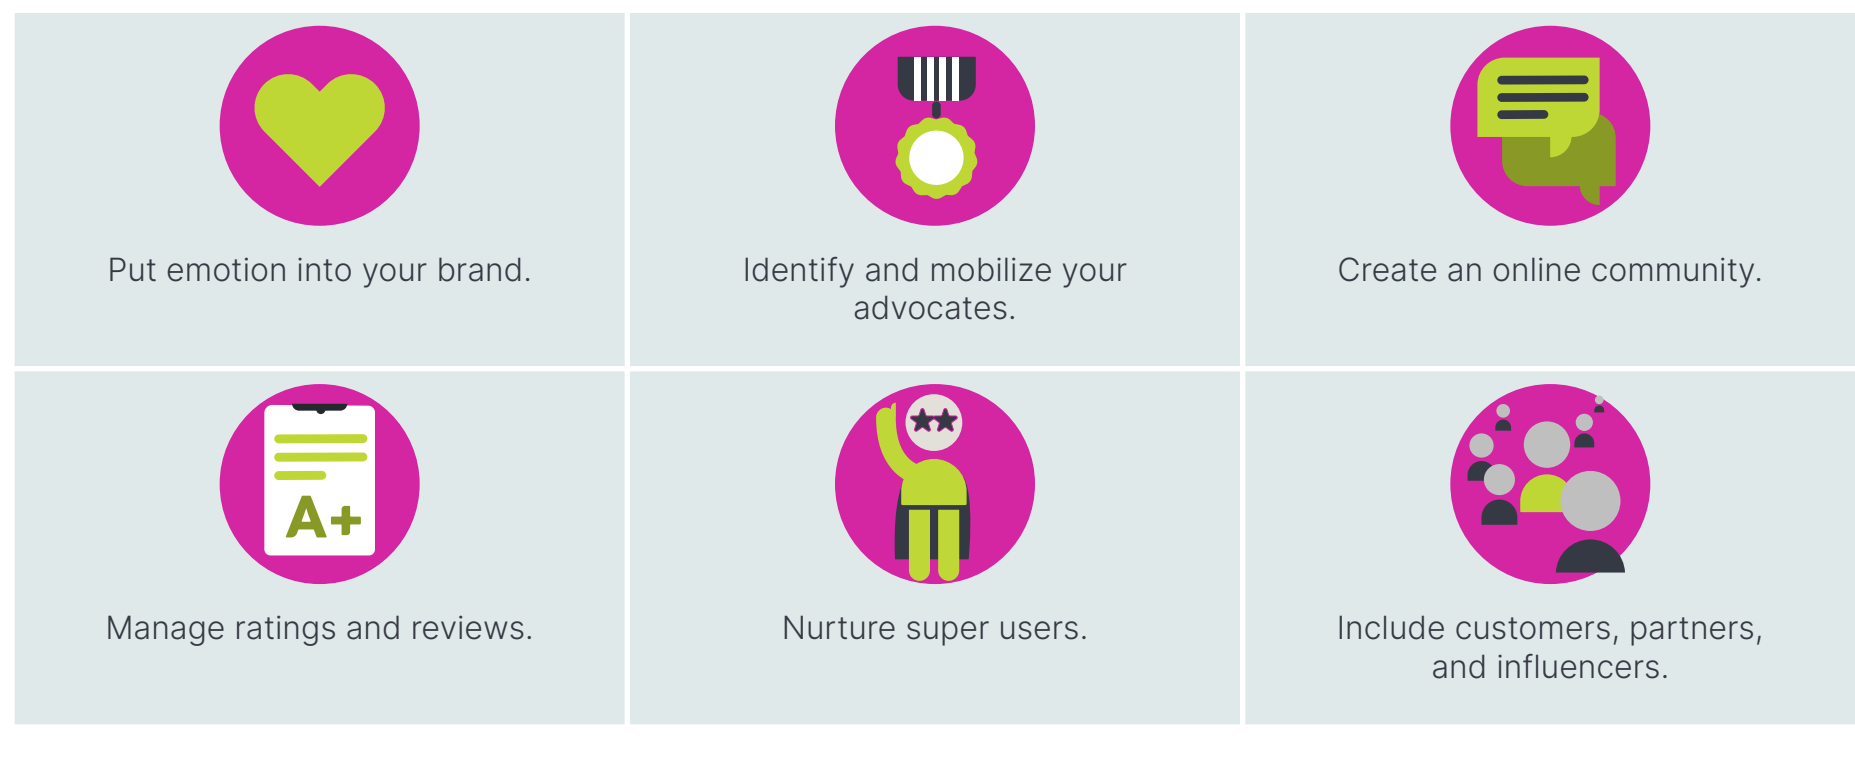 Put emotion into your brand.
Identify and mobilize your
advocates.
Create an online community.
A+
Manage ratings and reviews.
Nurture super users.
Include customers, partners,
and influencers.